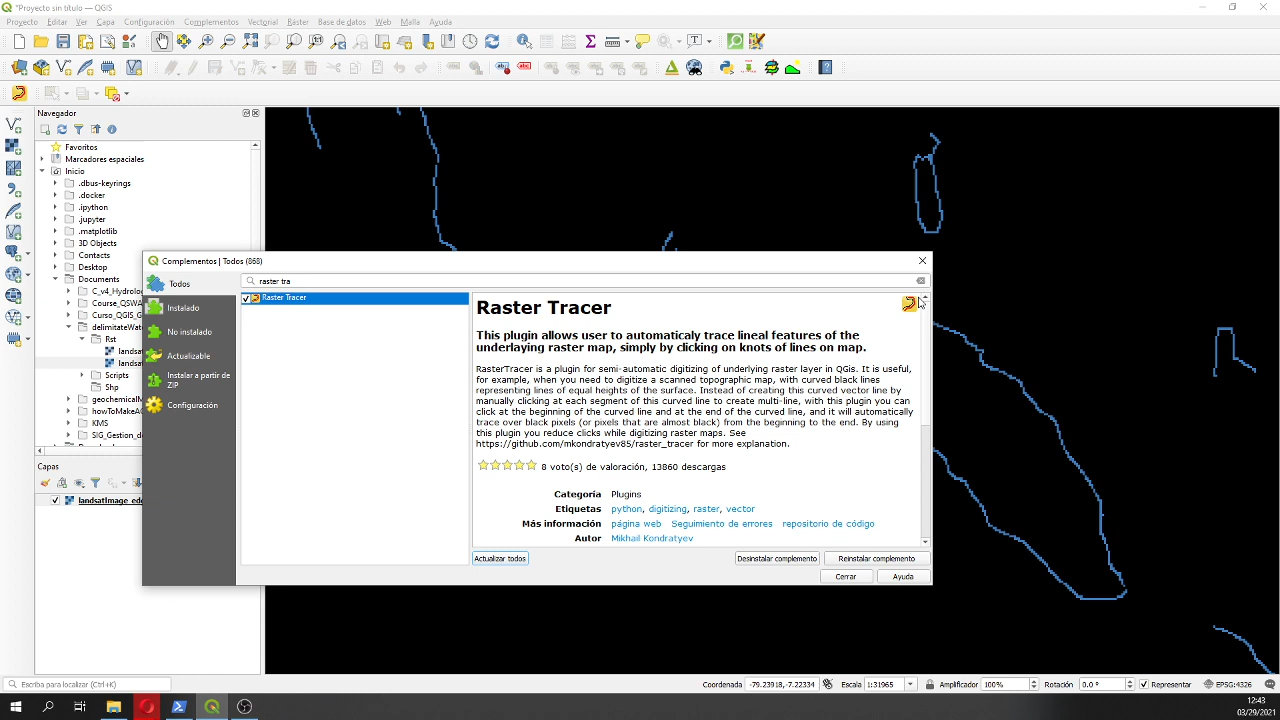 *Proyecto sin título — QGIS
Proyecto Editar Ver Capa Configuración Complementos Vectorial Ráster Base de datos Web Malla Ayuda
Navegador
Favoritos
Marcadores espaciales
Inicio
.dbus-keyrings
.docker
.ipython
.jupyter
.matplotlib
3D Objects
Contacts
Desktop
Documents
C_v4_Hydrolo
Course_QSWA
Curso_QGIS_G
delimitateWat
Rst
landsa
landsa
Scripts
Shp
geochemicalM
howToMakeAC
KMS
SIG_Gestion_d
Capas
landsatImage_edg
Complementos | Todos (868)
Todos
Instalado
No instalado
Actualizable
Instalar a partir de
ZIP
Configuración
raster tra
Raster Tracer
Raster Tracer
This plugin allows user to automaticaly trace lineal features of the
underlaying raster map, simply by clicking on knots of lines on map.
RasterTracer is a plugin for semi-automatic digitizing of underlying raster layer in QGis. It is useful,
for example, when you need to digitize a scanned topographic map, with curved black lines
representing lines of equal heights of the surface. Instead of creating this curved vector line by
manually clicking at each segment of this curved line to create multi-line, with this plugin you can
click at the beginning of the curved line and at the end of the curved line, and it will automatically
trace over black pixels (or pixels that are almost black) from the beginning to the end. By using
this plugin you reduce clicks while digitizing raster maps. See
https://github.com/mkondratyev85/raster_tracer for more explanation.
8 voto(s) de valoración, 13860 descargas
Categoría Plugins
Etiquetas python, digitizing, raster, vector
Más información página web Seguimiento de errores repositorio de código
Autor Mikhail Kondratyev
Actualizar todos Desinstalar complemento Reinstalar complemento
Cerrar Ayuda
Escriba para localizar (Ctrl+K) Coordenada -79.23918,-7.22334 Escala 1:31965 Amplificador 100% Rotación 0.0 ° Representar EPSG:4326
12:43
03/29/2021